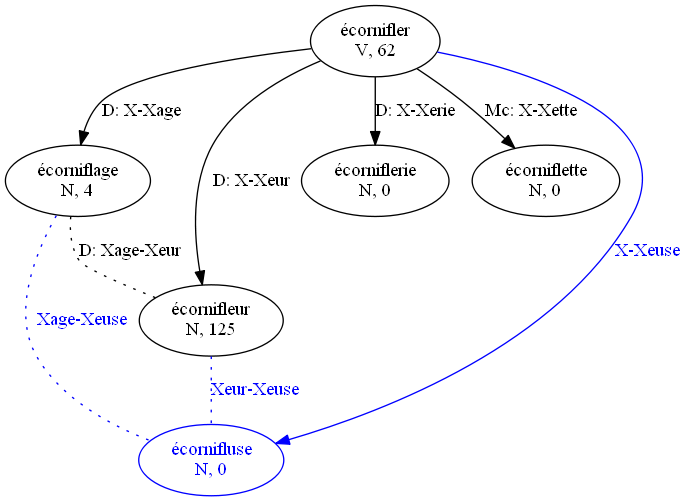 écornifler
V, 62
D: X-Xage
D: X-Xerie
Mc: X-Xette
écorniflage
N, 4
D: X-Xeur
écorniflerie
N, 0
écorniflette
N, 0
D: Xage-Xeur
X-Xeuse
écornifleur
N, 125
Xage-Xeuse
Xeur-Xeuse
écornifluse
N, 0